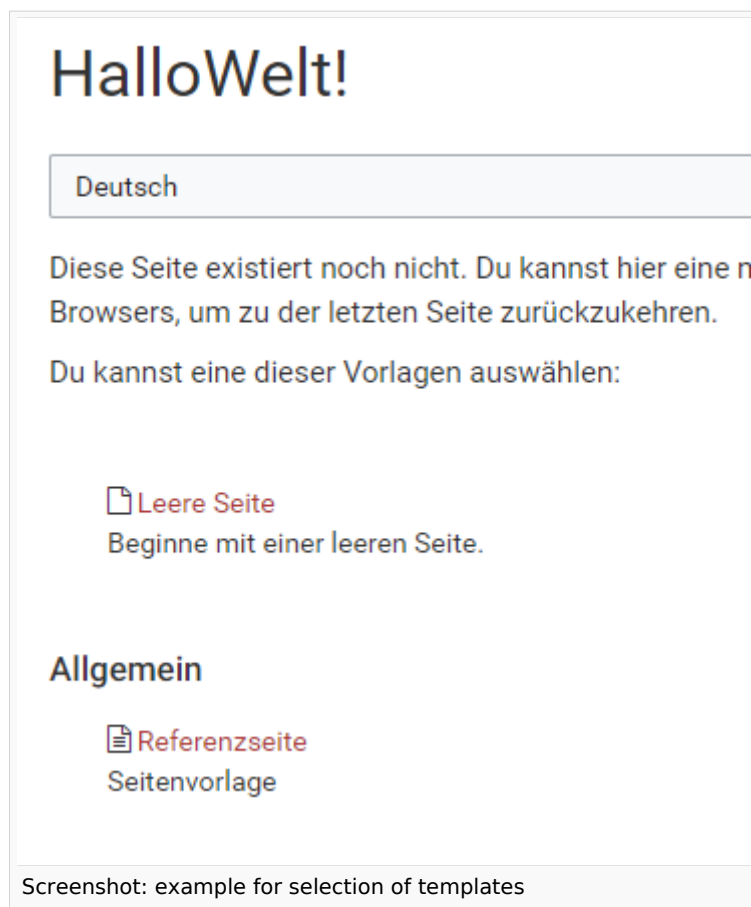 HalloWelt!
Deutsch
Diese Seite existiert noch nicht. Du kannst hier eine
Browsers, um zu der letzten Seite zurückzukehren.
Du kannst eine dieser Vorlagen auswählen:
Leere Seite
Beginne mit einer leeren Seite.
Allgemein
Referenzseite
Seitenvorlage
Screenshot: example for selection of templates